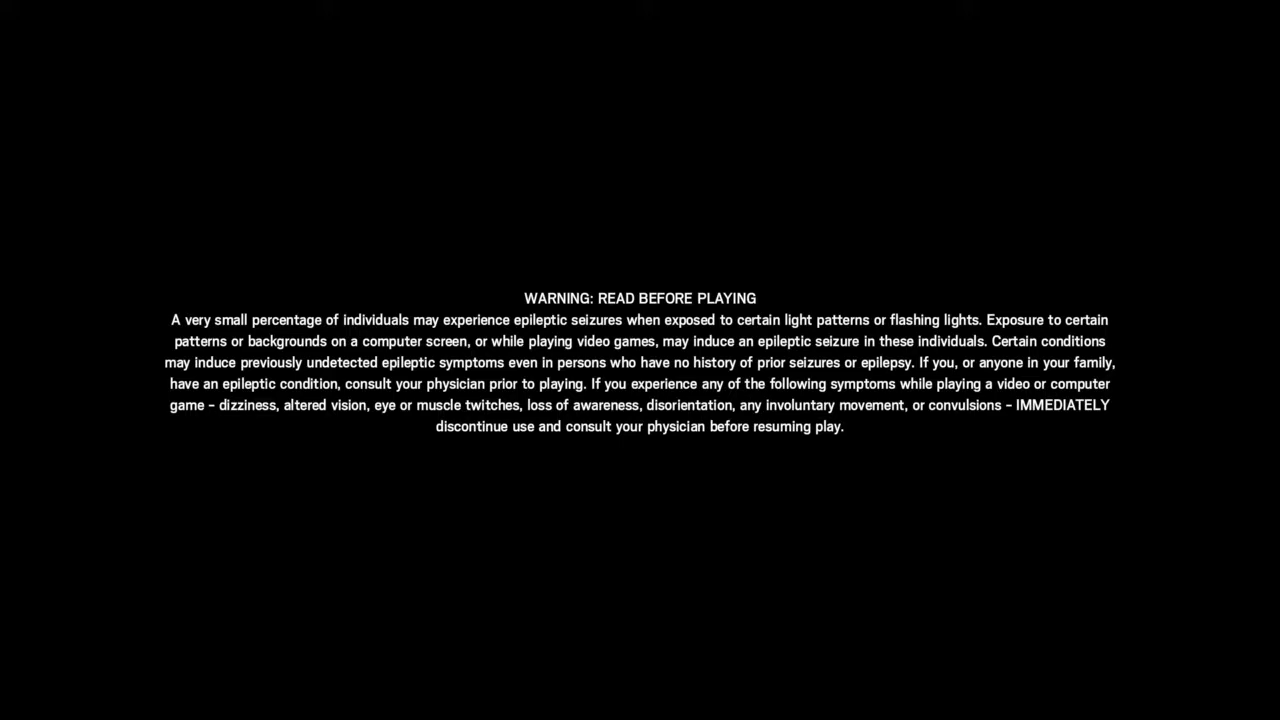 WARNING: READ BEFORE PLAYING
A very small percentage of individuals may experience epileptic seizures when exposed to certain light patterns or flashing lights. Exposure to certain
patterns or backgrounds on a computer screen, or while playing video games, may induce an epileptic seizure in these individuals. Certain conditions
may induce previously undetected epileptic symptoms even in persons who have no history of prior seizures or epilepsy. If you, or anyone in your family,
have an epileptic condition, consult your physician prior to playing. If you experience any of the following symptoms while playing a video or computer
game – dizziness, altered vision, eye or muscle twitches, loss of awareness, disorientation, any involuntary movement, or convulsions – IMMEDIATELY
discontinue use and consult your physician before resuming play.